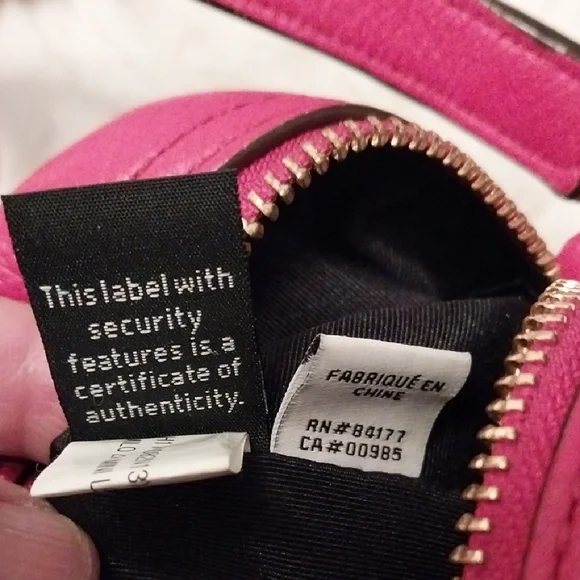 This label with
security
features is a
certificate of
authenticity.
FABRIQUÉ EN
CHINE
RN#84177
CA#00985